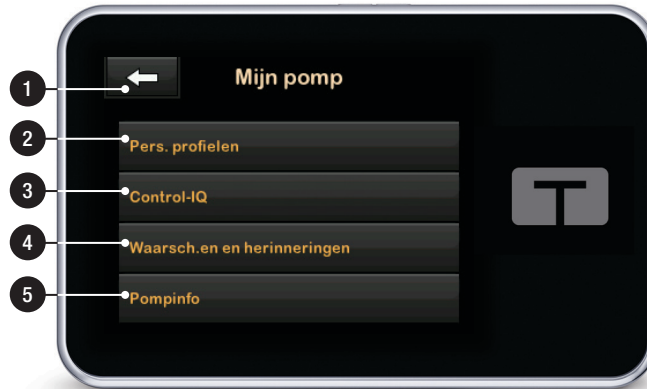 Mijn pomp
1
2
Pers. profielen
3
Control-IQ
4
Waarsch.en en herinneringen
5
Pompinfo
T